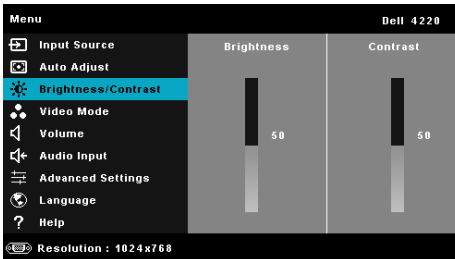 Menu Dell 4220
Input Source Brightness Contrast
Auto Adjust
Brightness/Contrast
Video Mode
Volume 50 50
Audio Input
Advanced Settings
Language
? Help
Resolution : 1024x768